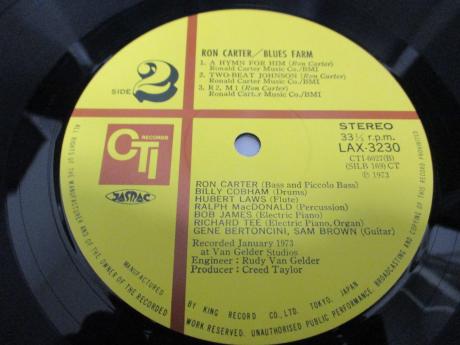 RON CARTER/BLUES FARM
1. A HYMN FOR HIM (Ron Carter)
Ronald Carter Music Co./BMI
2. TWO-BEAT JOHNSON (Ron Carter)
Ronald Carter Music Co./BMI
3. R2, M1 (Ron Carter)
Ronald Carter Music Co./BMI
SIDE 2
CTI RECORDS
JASRAC
STEREO
33⅓ r.p.m.
LAX-3230
CTI-6027(B)
(SILB 169) CT
Ⓟ 1973
RON CARTER (Bass and Piccolo Bass)
BILLY COBHAM (Drums)
HUBERT LAWS (Flute)
RALPH MacDONALD (Percussion)
BOB JAMES (Electric Piano)
RICHARD TEE (Electric Piano, Organ)
GENE BERTONCINI, SAM BROWN (Guitar)
Recorded January 1973
at Van Gelder Studios
Engineer : Rudy Van Gelder
Producer : Creed Taylor
MANUFACTURED BY KING RECORD CO., LTD. TOKYO, JAPAN
ALL RIGHTS OF THE MANUFACTURER AND OF THE OWNER OF THE RECORDED WORK RESERVED. UNAUTHORISED PUBLIC PERFORMANCE, BROADCASTING AND COPYING OF THIS RECORD PROHIBITED